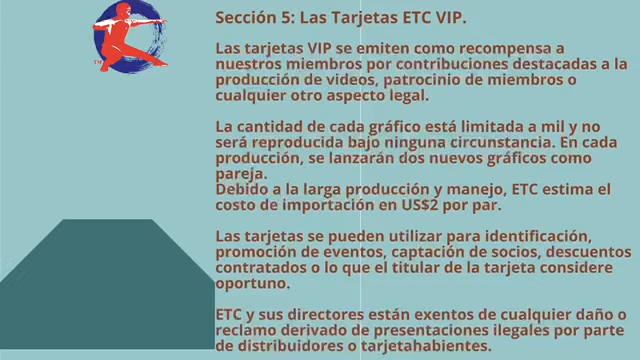 Sección 5: Las Tarjetas ETC VIP.
Las tarjetas VIP se emiten como recompensa a
nuestros miembros por contribuciones destacadas a la
producción de videos, patrocinio de miembros o
cualquier otro aspecto legal.
La cantidad de cada gráfico está limitada a mil y no
será reproducida bajo ninguna circunstancia. En cada
producción, se lanzarán dos nuevos gráficos como
pareja.
Debido a la larga producción y manejo, ETC estima el
costo de importación en US$2 por par.
Las tarjetas se pueden utilizar para identificación,
promoción de eventos, captación de socios, descuentos
contratados o lo que el titular de la tarjeta considere
oportuno.
ETC y sus directores están exentos de cualquier daño o
reclamo derivado de presentaciones ilegales por parte
de distribuidores o tarjetahabientes.
TM